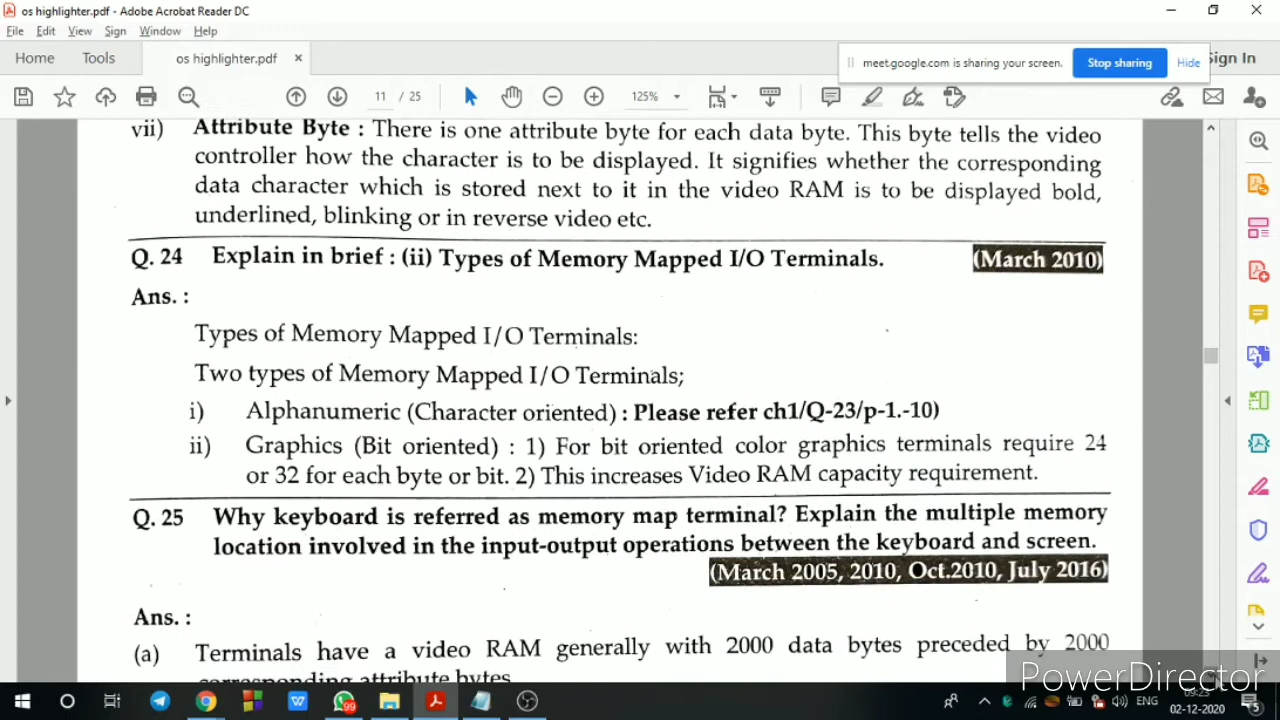 os highlighter.pdf - Adobe Acrobat Reader DC
File Edit View Sign Window Help
Home Tools os highlighter.pdf × Sign In
meet.google.com is sharing your screen. Stop sharing Hide
11 / 25 125%
vii) Attribute Byte : There is one attribute byte for each data byte. This byte tells the video
controller how the character is to be displayed. It signifies whether the corresponding
data character which is stored next to it in the video RAM is to be displayed bold,
underlined, blinking or in reverse video etc.
Q. 24 Explain in brief : (ii) Types of Memory Mapped I/O Terminals. (March 2010)
Ans. :
Types of Memory Mapped I/O Terminals:
Two types of Memory Mapped I/O Terminals;
i) Alphanumeric (Character oriented) : Please refer ch1/Q-23/p-1.-10)
ii) Graphics (Bit oriented) : 1) For bit oriented color graphics terminals require 24
or 32 for each byte or bit. 2) This increases Video RAM capacity requirement.
Q. 25 Why keyboard is referred as memory map terminal? Explain the multiple memory
location involved in the input-output operations between the keyboard and screen.
(March 2005, 2010, Oct.2010, July 2016)
Ans. :
(a) Terminals have a video RAM generally with 2000 data bytes preceded by 2000
corresponding attribute bytes.
PowerDirector
99 ENG 09:23
02-12-2020 5